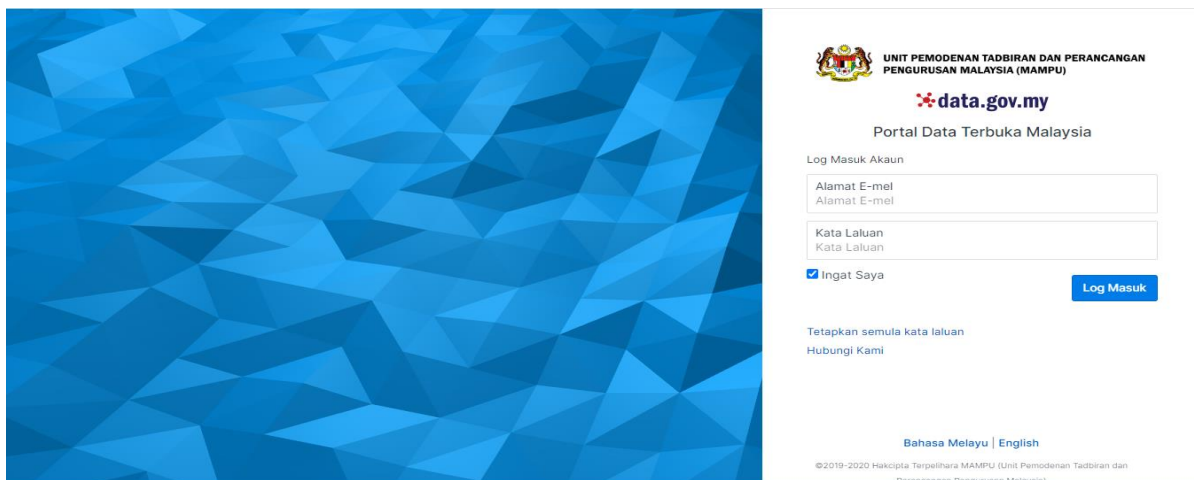 UNIT PEMODENAN TADBIRAN DAN PERANCANGAN
PENGURUSAN MALAYSIA (MAMPU)
data.gov.my
Portal Data Terbuka Malaysia
Log Masuk Akaun
Alamat E-mel
Alamat E-mel
Kata Laluan
Kata Laluan
Ingat Saya
Log Masuk
Tetapkan semula kata laluan
Hubungi Kami
Bahasa Melayu | English
©2019-2020 Hakcipta Terpelihara MAMPU (Unit Pemodenan Tadbiran dan